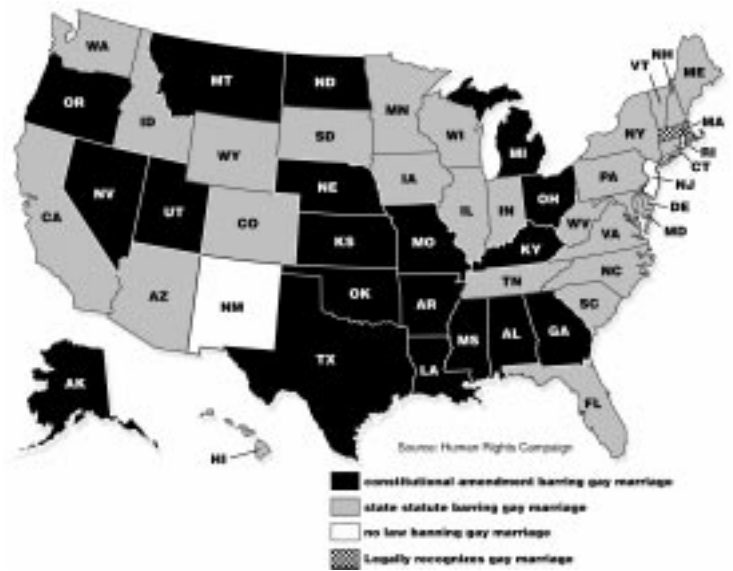 WA
MT
ND
MN
VT
NH
ME
OR
ID
WY
SD
WI
MI
NY
MA
RI
CT
NV
UT
CO
NE
IA
IL
IN
OH
PA
NJ
DE
MD
CA
KS
MO
KY
WV
VA
AZ
NM
OK
AR
TN
NC
SC
TX
LA
MS
AL
GA
FL
AK
HI
Source: Human Rights Campaign
constitutional amendment barring gay marriage
state statute barring gay marriage
no law banning gay marriage
Legally recognizes gay marriage